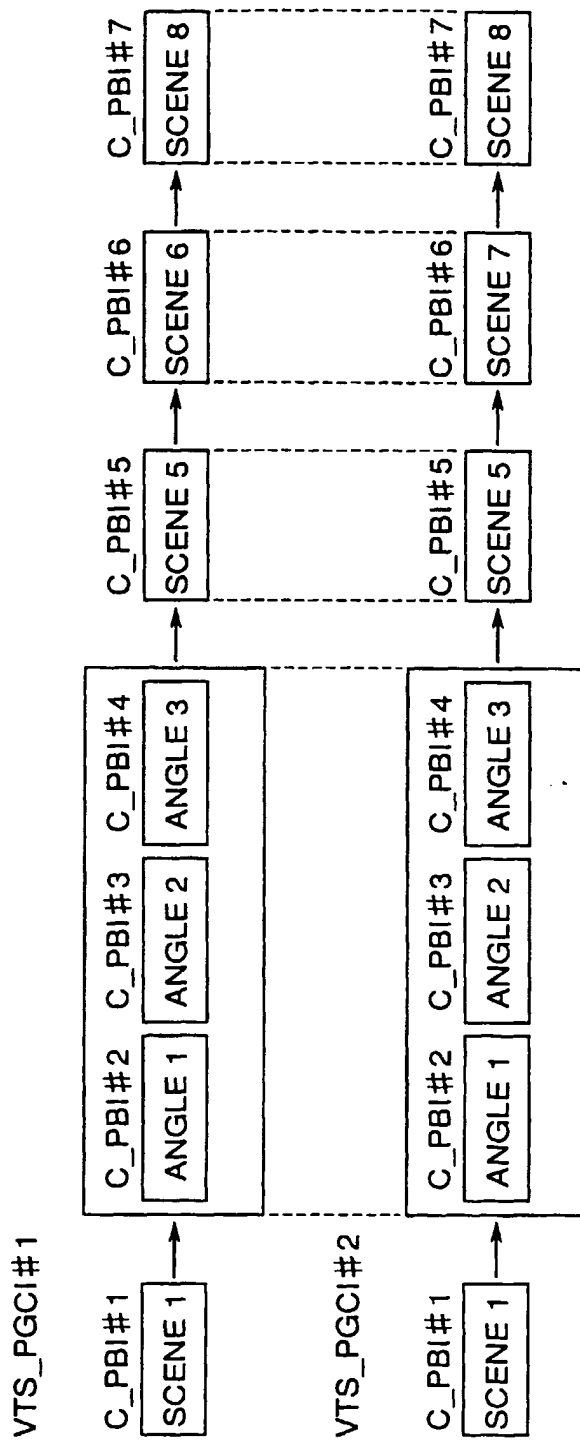 VTS_PGCI#1
C_PBI#1 C_PBI#2 C_PBI#3 C_PBI#4 C_PBI#5 C_PBI#6 C_PBI#7
SCENE 1 ANGLE 1 ANGLE 2 ANGLE 3 SCENE 5 SCENE 6 SCENE 8
VTS_PGCI#2
C_PBI#1 C_PBI#2 C_PBI#3 C_PBI#4 C_PBI#5 C_PBI#6 C_PBI#7
SCENE 1 ANGLE 1 ANGLE 2 ANGLE 3 SCENE 5 SCENE 7 SCENE 8